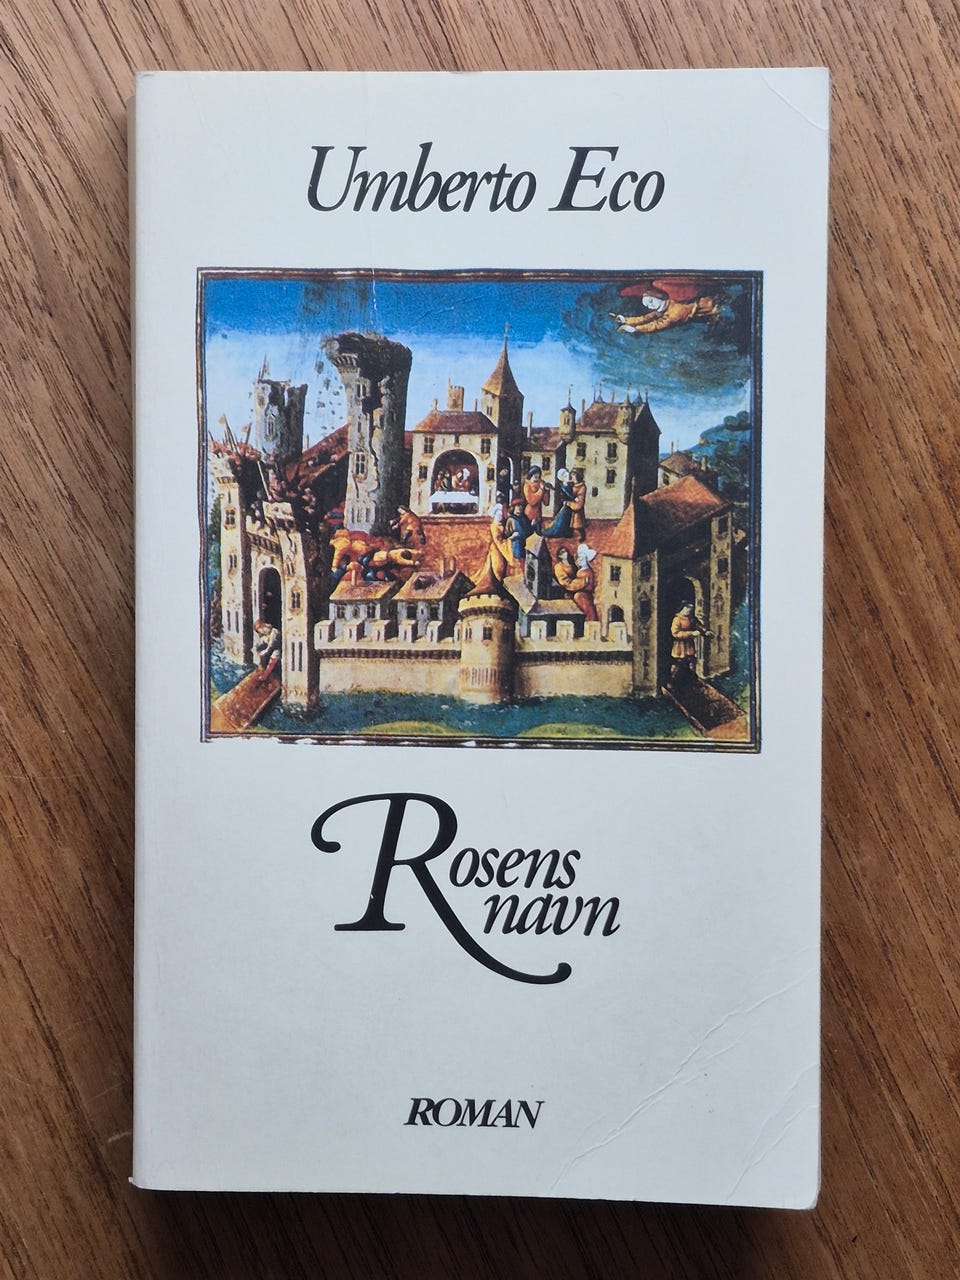 Umberto Eco
Rosens
navn
ROMAN